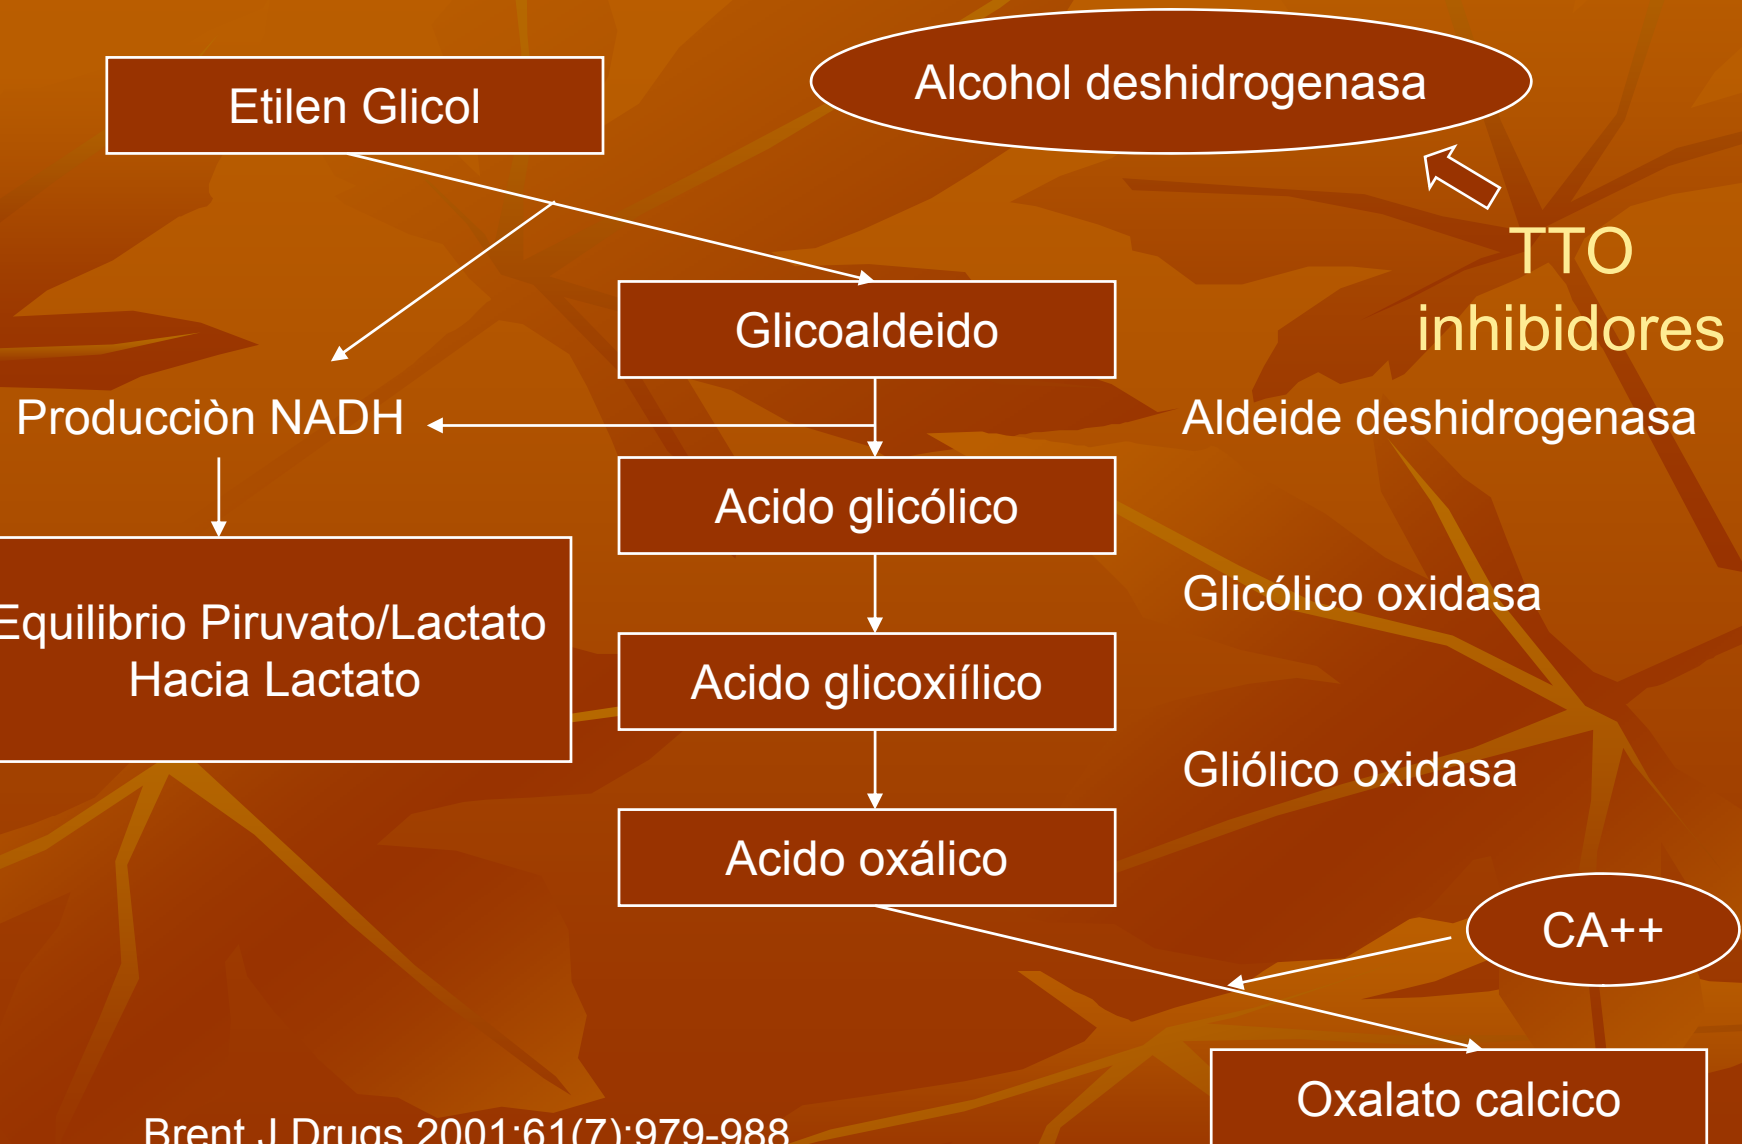 Etilen Glicol
Alcohol deshidrogenasa
TTO
inhibidores
Glicoaldeido
Producciòn NADH
Aldeide deshidrogenasa
Acido glicólico
Glicólico oxidasa
Equilibrio Piruvato/Lactato
Hacia Lactato
Acido glicoxiílico
Gliólico oxidasa
Acido oxálico
CA++
Oxalato calcico
Brent J Drugs 2001;61(7):979-988